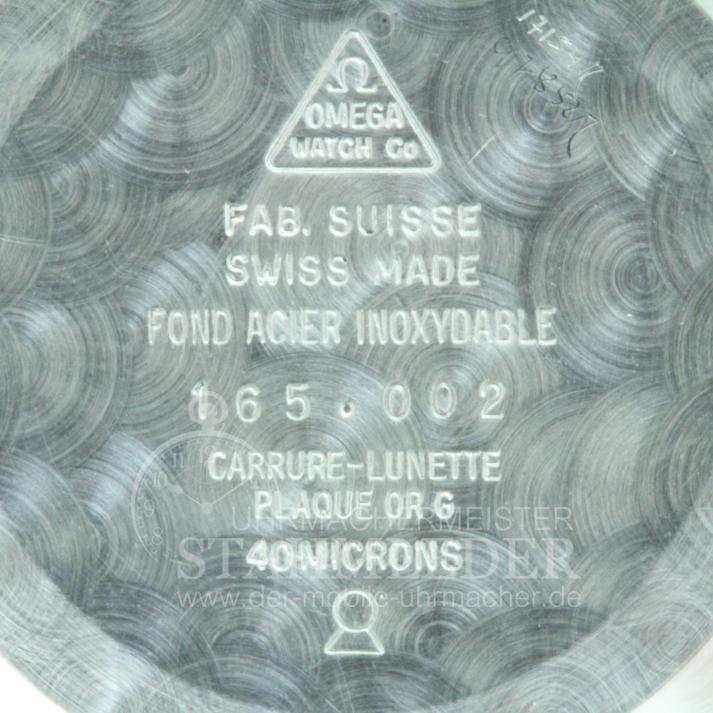 Ω
OMEGA
WATCH Co
FAB. SUISSE
SWISS MADE
FOND ACIER INOXYDABLE
165.002
CARRURE-LUNETTE
PLAQUE OR G
UHRMACHERMEISTER
40MICRONS
www.der-mobile-uhrmacher.de